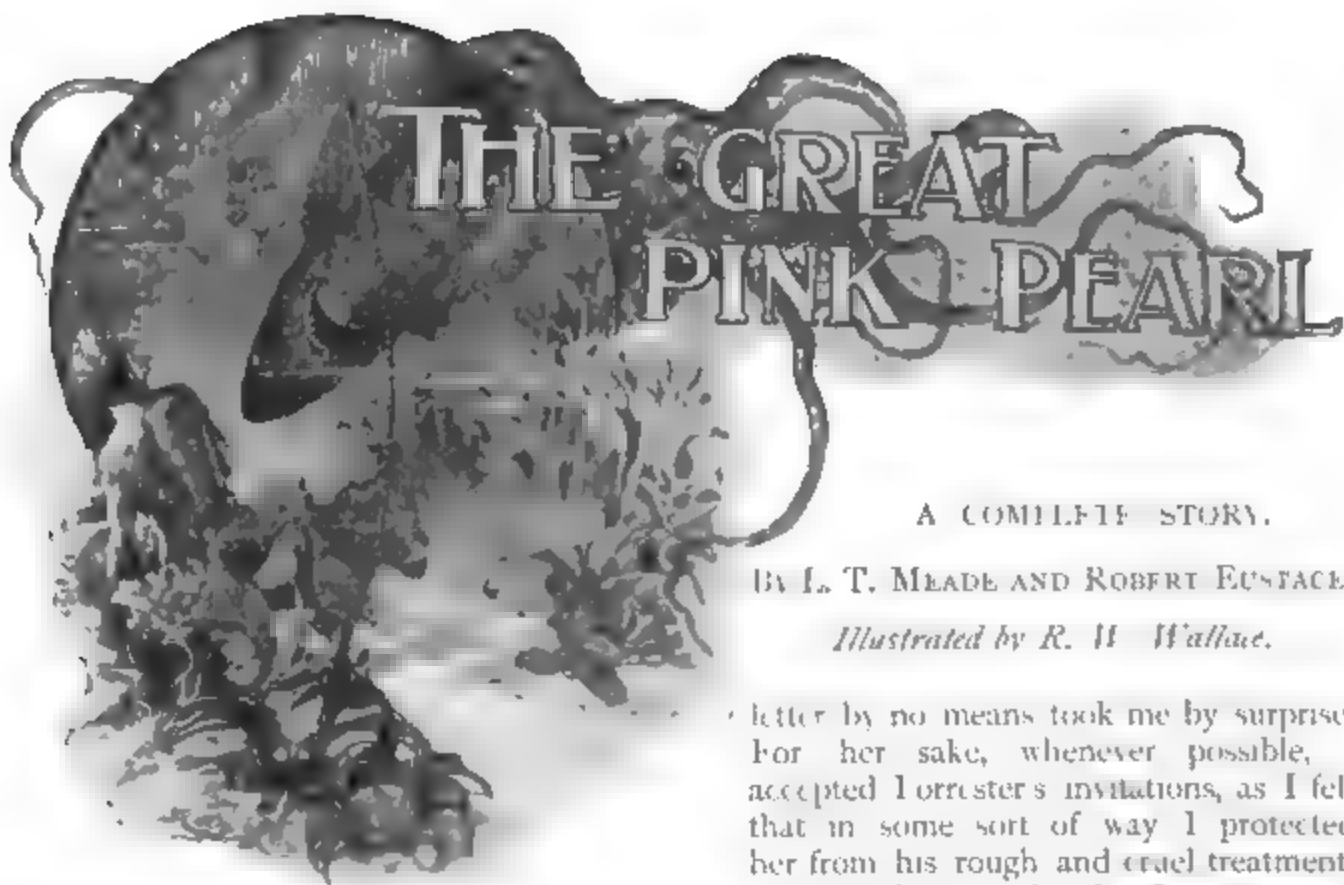 THE GREAT
PINK PEARL
A COMPLETE STORY.
BY L. T. MEADE AND ROBERT EUSTACE
Illustrated by R. W. Wallace.
letter by no means took me by surprise
For her sake, whenever possible,
accepted Forrester's invitations, as I fel
that in some sort of way I protected
her from his rough and cruel treatment